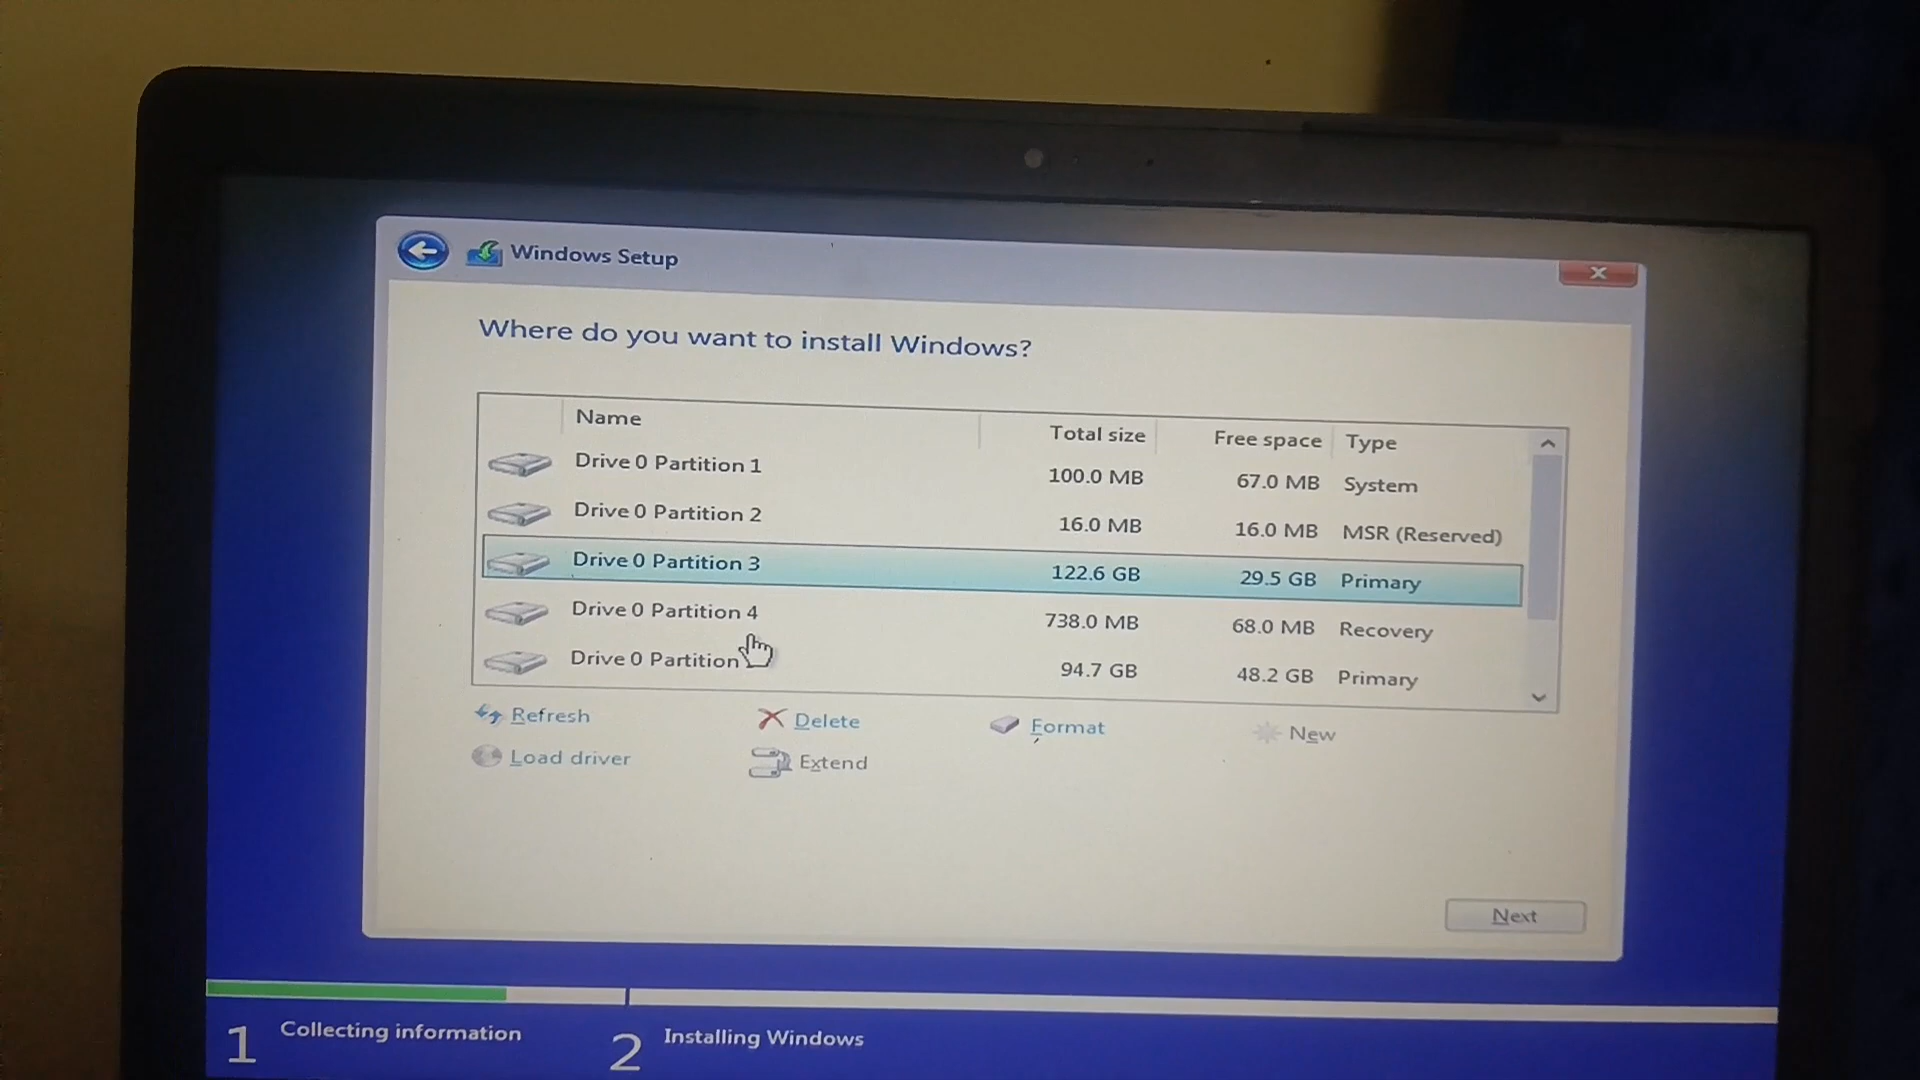 Windows Setup
Where do you want to install Windows?
Name Total size Free space Type
Drive 0 Partition 1 100.0 MB 67.0 MB System
Drive 0 Partition 2 16.0 MB 16.0 MB MSR (Reserved)
Drive 0 Partition 3 122.6 GB 29.5 GB Primary
Drive 0 Partition 4 738.0 MB 68.0 MB Recovery
Drive 0 Partition 94.7 GB 48.2 GB Primary
Refresh Delete Format New
Load driver Extend
Next
1 Collecting information 2 Installing Windows